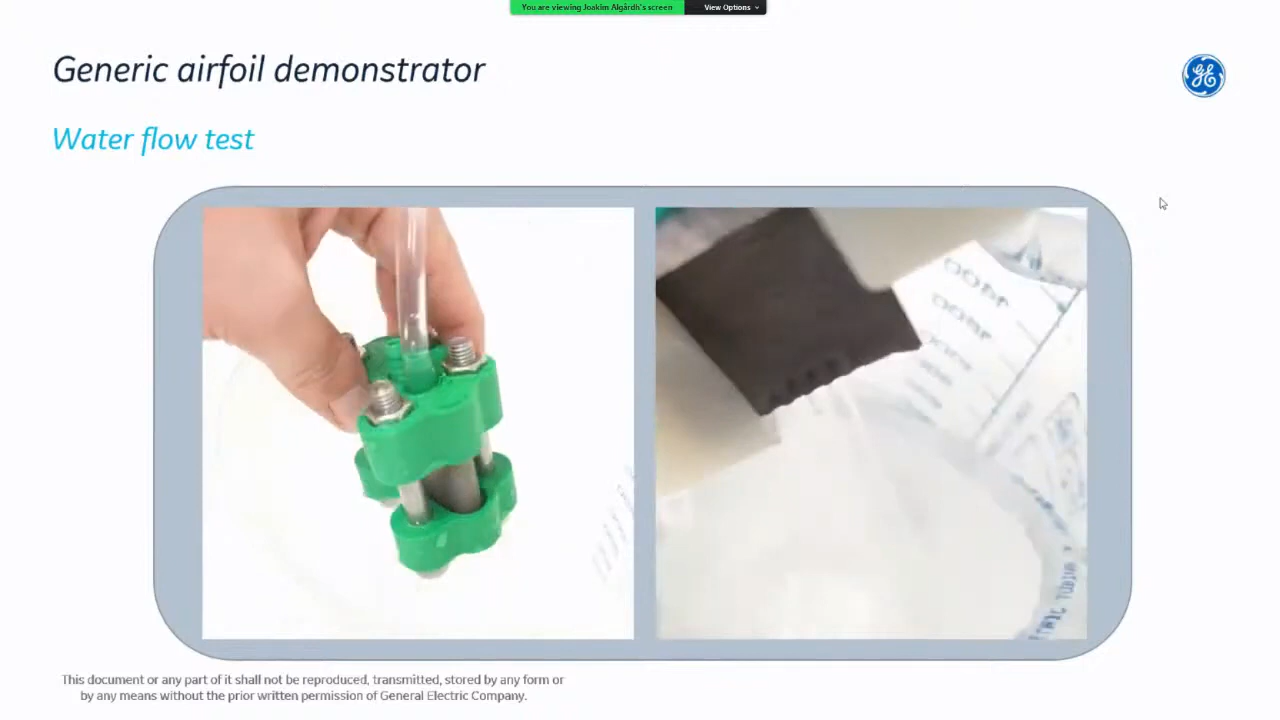 You are viewing Joakim Algårdh's screen View Options
Generic airfoil demonstrator
GE
Water flow test
This document or any part of it shall not be reproduced, transmitted, stored by any form or
by any means without the prior written permission of General Electric Company.